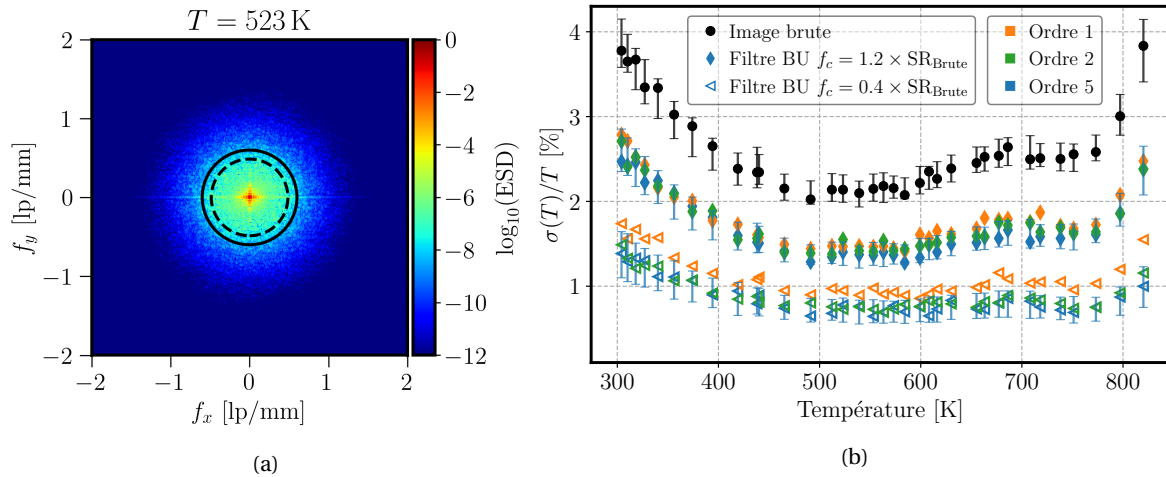 T = 523 K
2
1
0
−1
−2
f_y [lp/mm]
−2
−1
0
1
2
f_x [lp/mm]
0
−2
−4
−6
−8
−10
−12
log₁₀(ESD)
(a)
4
3
2
1
σ(T)/T [%]
Image brute
Filtre BU f_c = 1.2 × SR_Brute
Filtre BU f_c = 0.4 × SR_Brute
Ordre 1
Ordre 2
Ordre 5
300
400
500
600
700
800
Température [K]
(b)